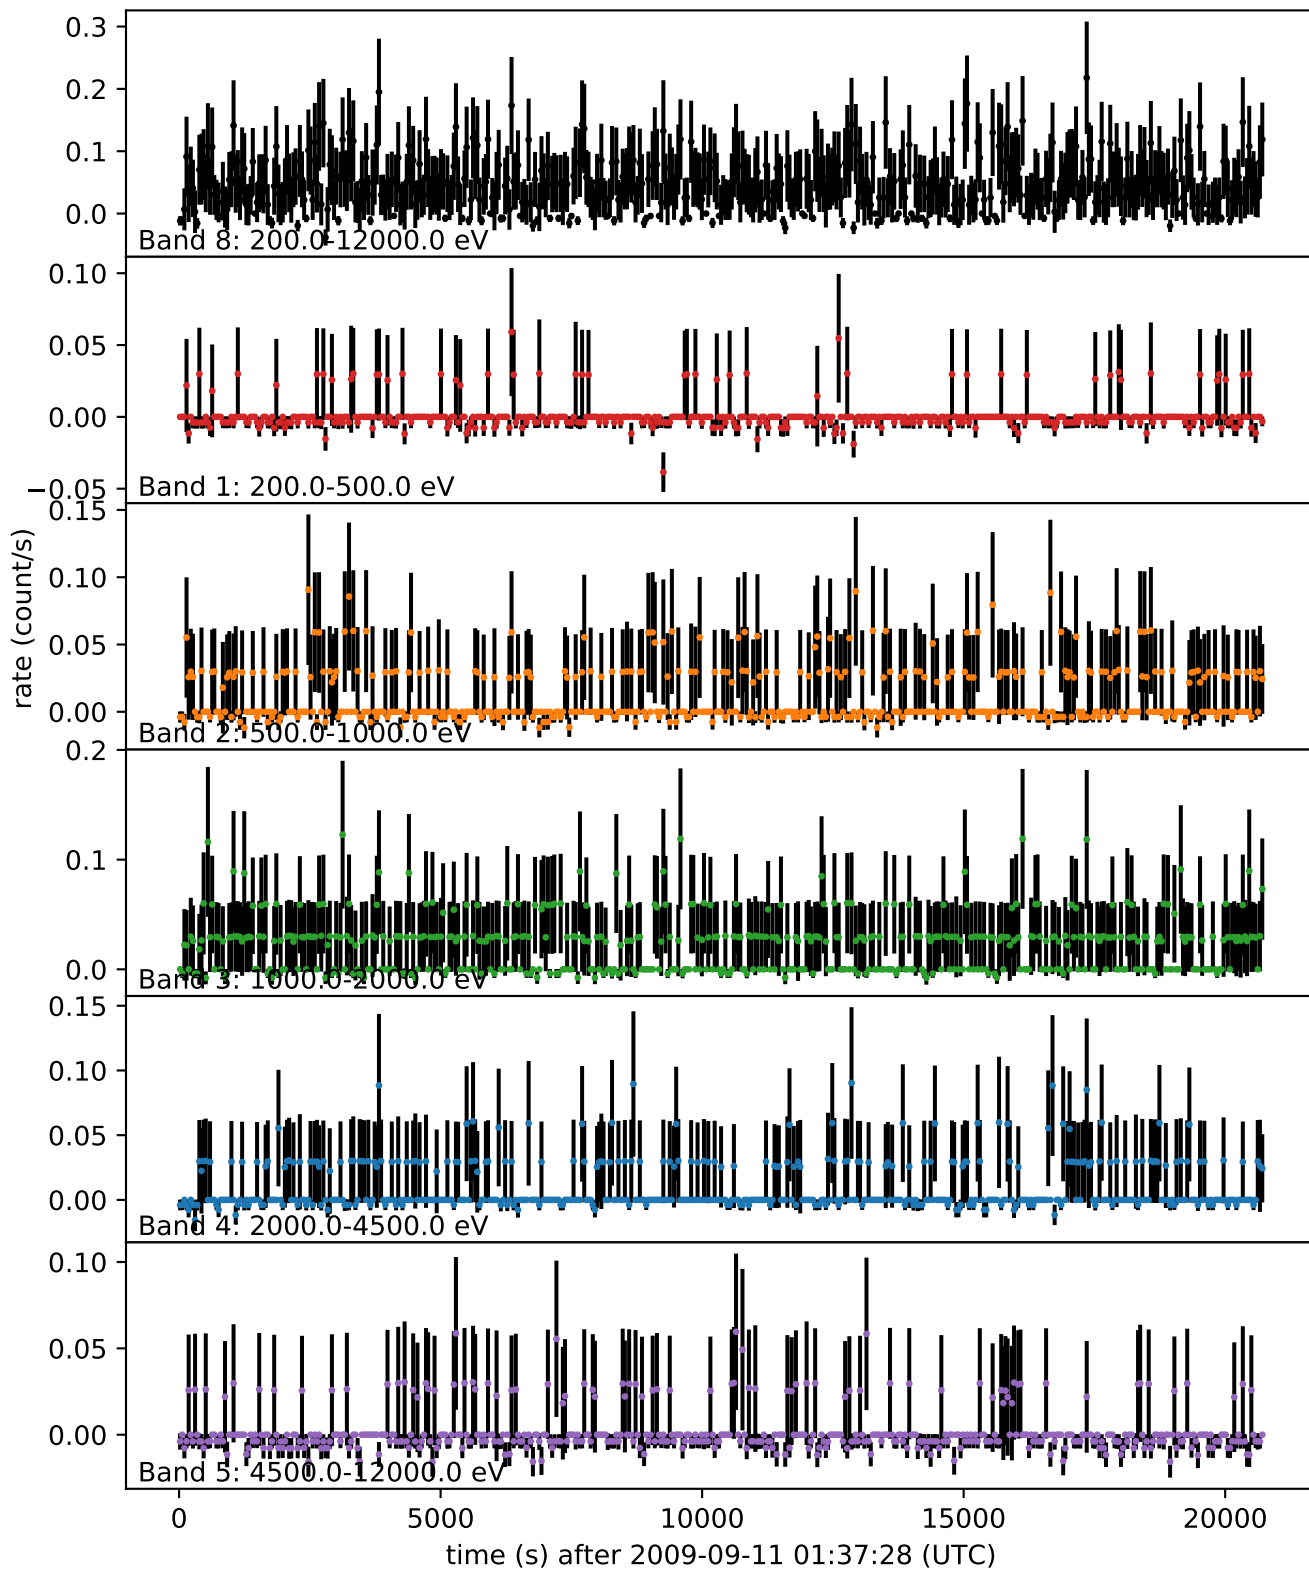 0.3
0.2
0.1
0.0
Band 8: 200.0-12000.0 eV
0.10
0.05
0.00
−0.05
Band 1: 200.0-500.0 eV
0.15
0.10
0.05
0.00
Band 2: 500.0-1000.0 eV
rate (count/s)
0.2
0.1
0.0
Band 3: 1000.0-2000.0 eV
0.15
0.10
0.05
0.00
Band 4: 2000.0-4500.0 eV
0.10
0.05
0.00
Band 5: 4500.0-12000.0 eV
0 5000 10000 15000 20000
time (s) after 2009-09-11 01:37:28 (UTC)